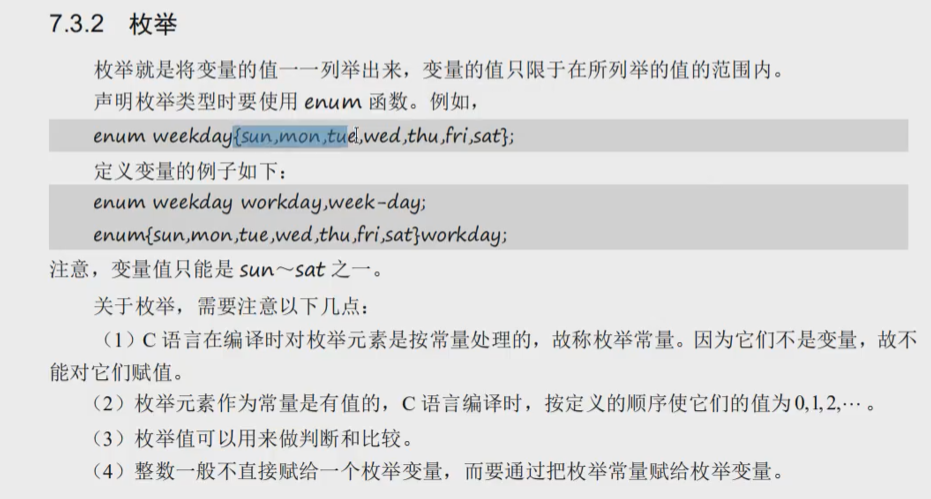 7.3.2 枚举
枚举就是将变量的值一一列举出来，变量的值只限于在所列举的值的范围内。
声明枚举类型时要使用 enum 函数。例如，
enum weekday{sun,mon,tue,wed,thu,fri,sat};
定义变量的例子如下：
enum weekday workday,week-day;
enum{sun,mon,tue,wed,thu,fri,sat}workday;
注意，变量值只能是 sun～sat 之一。
关于枚举，需要注意以下几点：
（1）C 语言在编译时对枚举元素是按常量处理的，故称枚举常量。因为它们不是变量，故不
能对它们赋值。
（2）枚举元素作为常量是有值的，C 语言编译时，按定义的顺序使它们的值为 0,1,2,⋯ 。
（3）枚举值可以用来做判断和比较。
（4）整数一般不直接赋给一个枚举变量，而要通过把枚举常量赋给枚举变量。